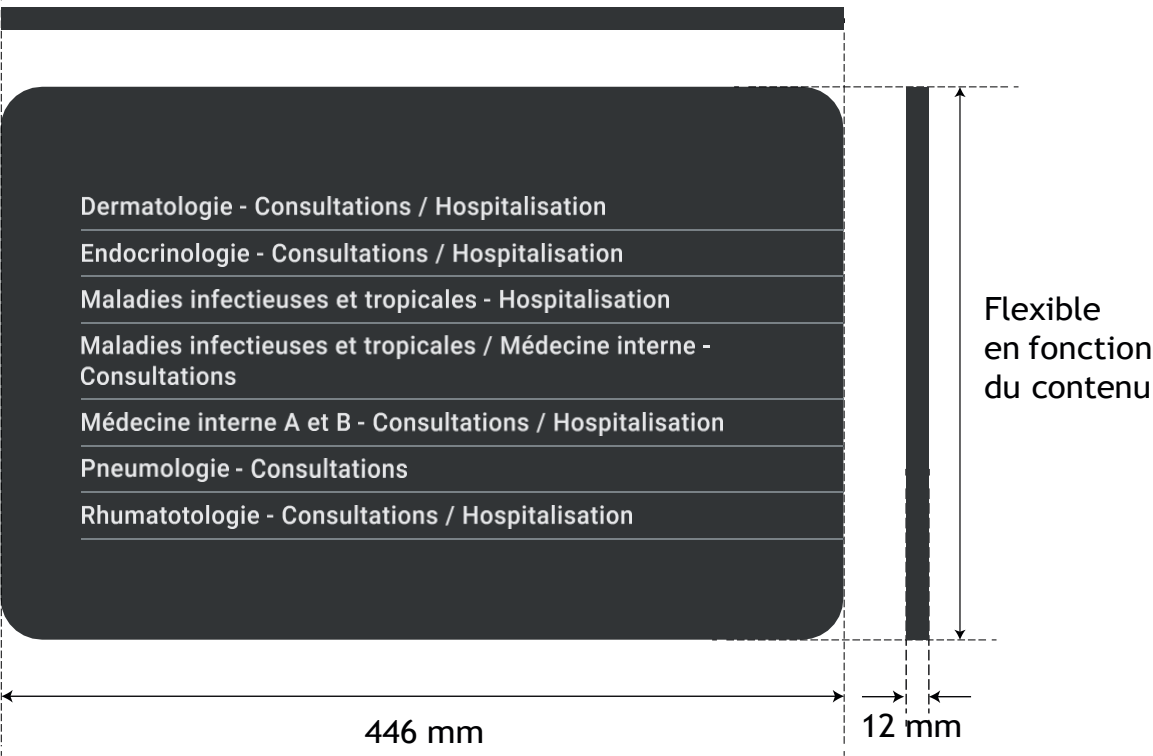 Dermatologie - Consultations / Hospitalisation
Endocrinologie - Consultations / Hospitalisation
Maladies infectieuses et tropicales - Hospitalisation
Maladies infectieuses et tropicales / Médecine interne -
Consultations
Médecine interne A et B - Consultations / Hospitalisation
Pneumologie - Consultations
Rhumatotologie - Consultations / Hospitalisation
Flexible
en fonction
du contenu
446 mm
12 mm